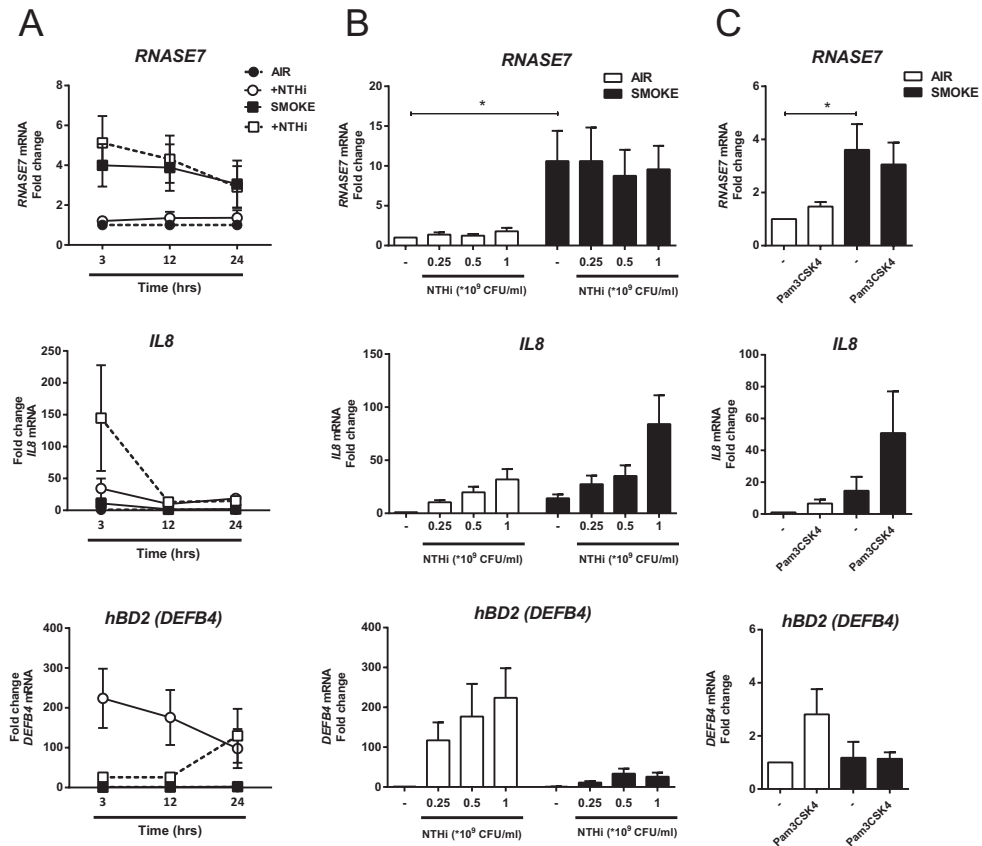 A
RNASE7
AIR
+NTHi
SMOKE
+NTHi
RNASE7 mRNA
Fold change
8
6
4
2
0
3 12 24
Time (hrs)
B
RNASE7
AIR
SMOKE
*
RNASE7 mRNA
Fold change
20
15
10
5
0
- 0.25 0.5 1 - 0.25 0.5 1
NTHi (*10⁹ CFU/ml) NTHi (*10⁹ CFU/ml)
C
RNASE7
AIR
SMOKE
*
RNASE7 mRNA
Fold change
6
4
2
0
- Pam3CSK4 - Pam3CSK4
IL8
Fold change
IL8 mRNA
250
200
150
100
50
0
3 12 24
Time (hrs)
IL8
IL8 mRNA
Fold change
150
100
50
0
- 0.25 0.5 1 - 0.25 0.5 1
NTHi (*10⁹ CFU/ml) NTHi (*10⁹ CFU/ml)
IL8
IL8 mRNA
Fold change
100
80
60
40
20
0
- Pam3CSK4 - Pam3CSK4
hBD2 (DEFB4)
Fold change
DEFB4 mRNA
400
300
200
100
0
3 12 24
Time (hrs)
hBD2 (DEFB4)
DEFB4 mRNA
Fold change
400
300
200
100
0
- 0.25 0.5 1 - 0.25 0.5 1
NTHi (*10⁹ CFU/ml) NTHi (*10⁹ CFU/ml)
hBD2 (DEFB4)
DEFB4 mRNA
Fold change
6
4
2
0
- Pam3CSK4 - Pam3CSK4